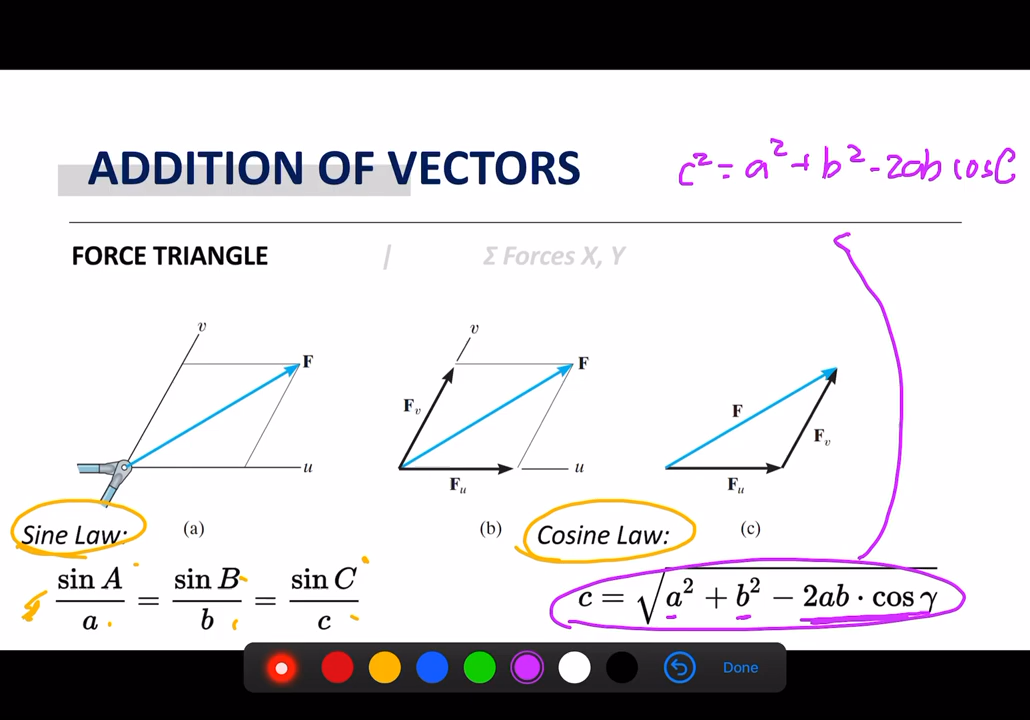 ADDITION OF VECTORS
c² = a² + b² - 2ab cosC
FORCE TRIANGLE | Σ Forces X, Y
v
F
u
v
F
Fᵥ
Fᵤ
u
F
Fᵥ
Fᵤ
(a) (b) (c)
Sine Law:
sin A / a = sin B / b = sin C / c
Cosine Law:
c = √(a² + b² − 2ab · cos γ)
Done